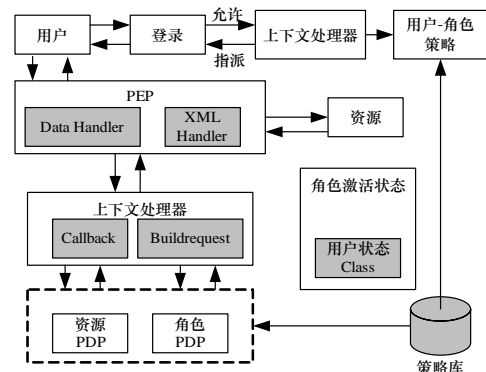 允许
用户
登录
上下文处理器
用户-角色
策略
指派
PEP
Data Handler
XML
Handler
资源
上下文处理器
Callback
Buildrequest
角色激活状态
用户状态
Class
资源
PDP
角色
PDP
策略库